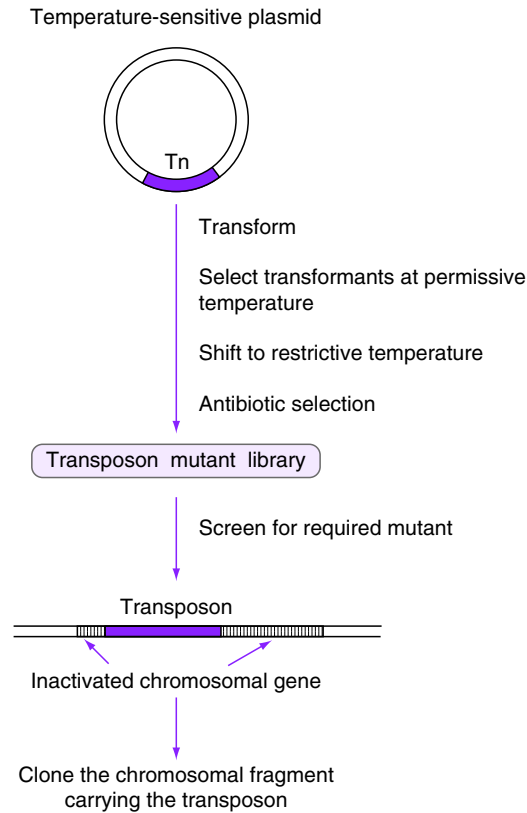 Temperature-sensitive plasmid
Tn
Transform
Select transformants at permissive
temperature
Shift to restrictive temperature
Antibiotic selection
Transposon mutant library
Screen for required mutant
Transposon
Inactivated chromosomal gene
Clone the chromosomal fragment
carrying the transposon